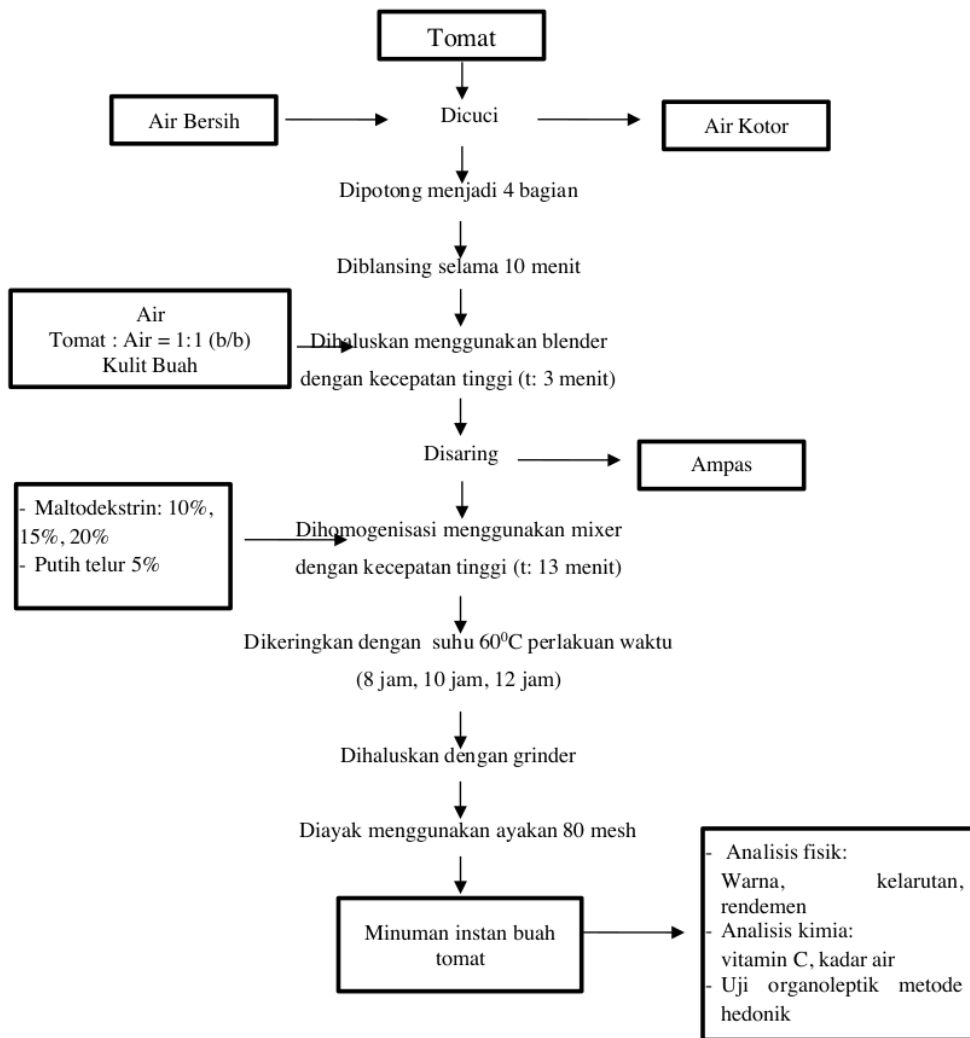 Tomat
Air Bersih
Dicuci
Air Kotor
Dipotong menjadi 4 bagian
Diblansing selama 10 menit
Air
Tomat : Air = 1:1 (b/b)
Kulit Buah
Dihaluskan menggunakan blender
dengan kecepatan tinggi (t: 3 menit)
Disaring
Ampas
- Maltodekstrin: 10%,
15%, 20%
- Putih telur 5%
Dihomogenisasi menggunakan mixer
dengan kecepatan tinggi (t: 13 menit)
Dikeringkan dengan suhu 60⁰C perlakuan waktu
(8 jam, 10 jam, 12 jam)
Dihaluskan dengan grinder
Diayak menggunakan ayakan 80 mesh
Minuman instan buah
tomat
- Analisis fisik:
Warna, kelarutan,
rendemen
- Analisis kimia:
vitamin C, kadar air
- Uji organoleptik metode
hedonik